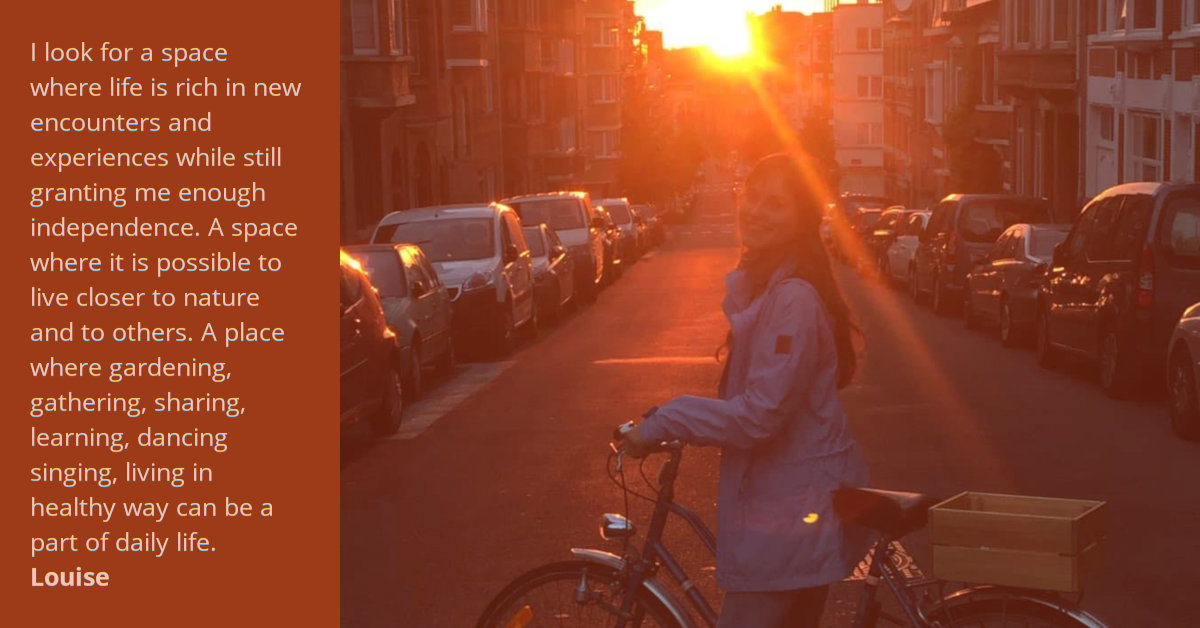 I look for a space
where life is rich in new
encounters and
experiences while still
granting me enough
independence. A space
where it is possible to
live closer to nature
and to others. A place
where gardening,
gathering, sharing,
learning, dancing
singing, living in
healthy way can be a
part of daily life.
Louise